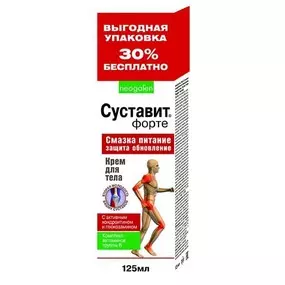 ВЫГОДНАЯ
УПАКОВКА
30%
БЕСПЛАТНО
neogalen
Суставит®
форте
Смазка питание
защита обновление
Крем
для
тела
С активным
хондроитином
и глюкозамином
Комплекс
витаминов
группы В
125мл